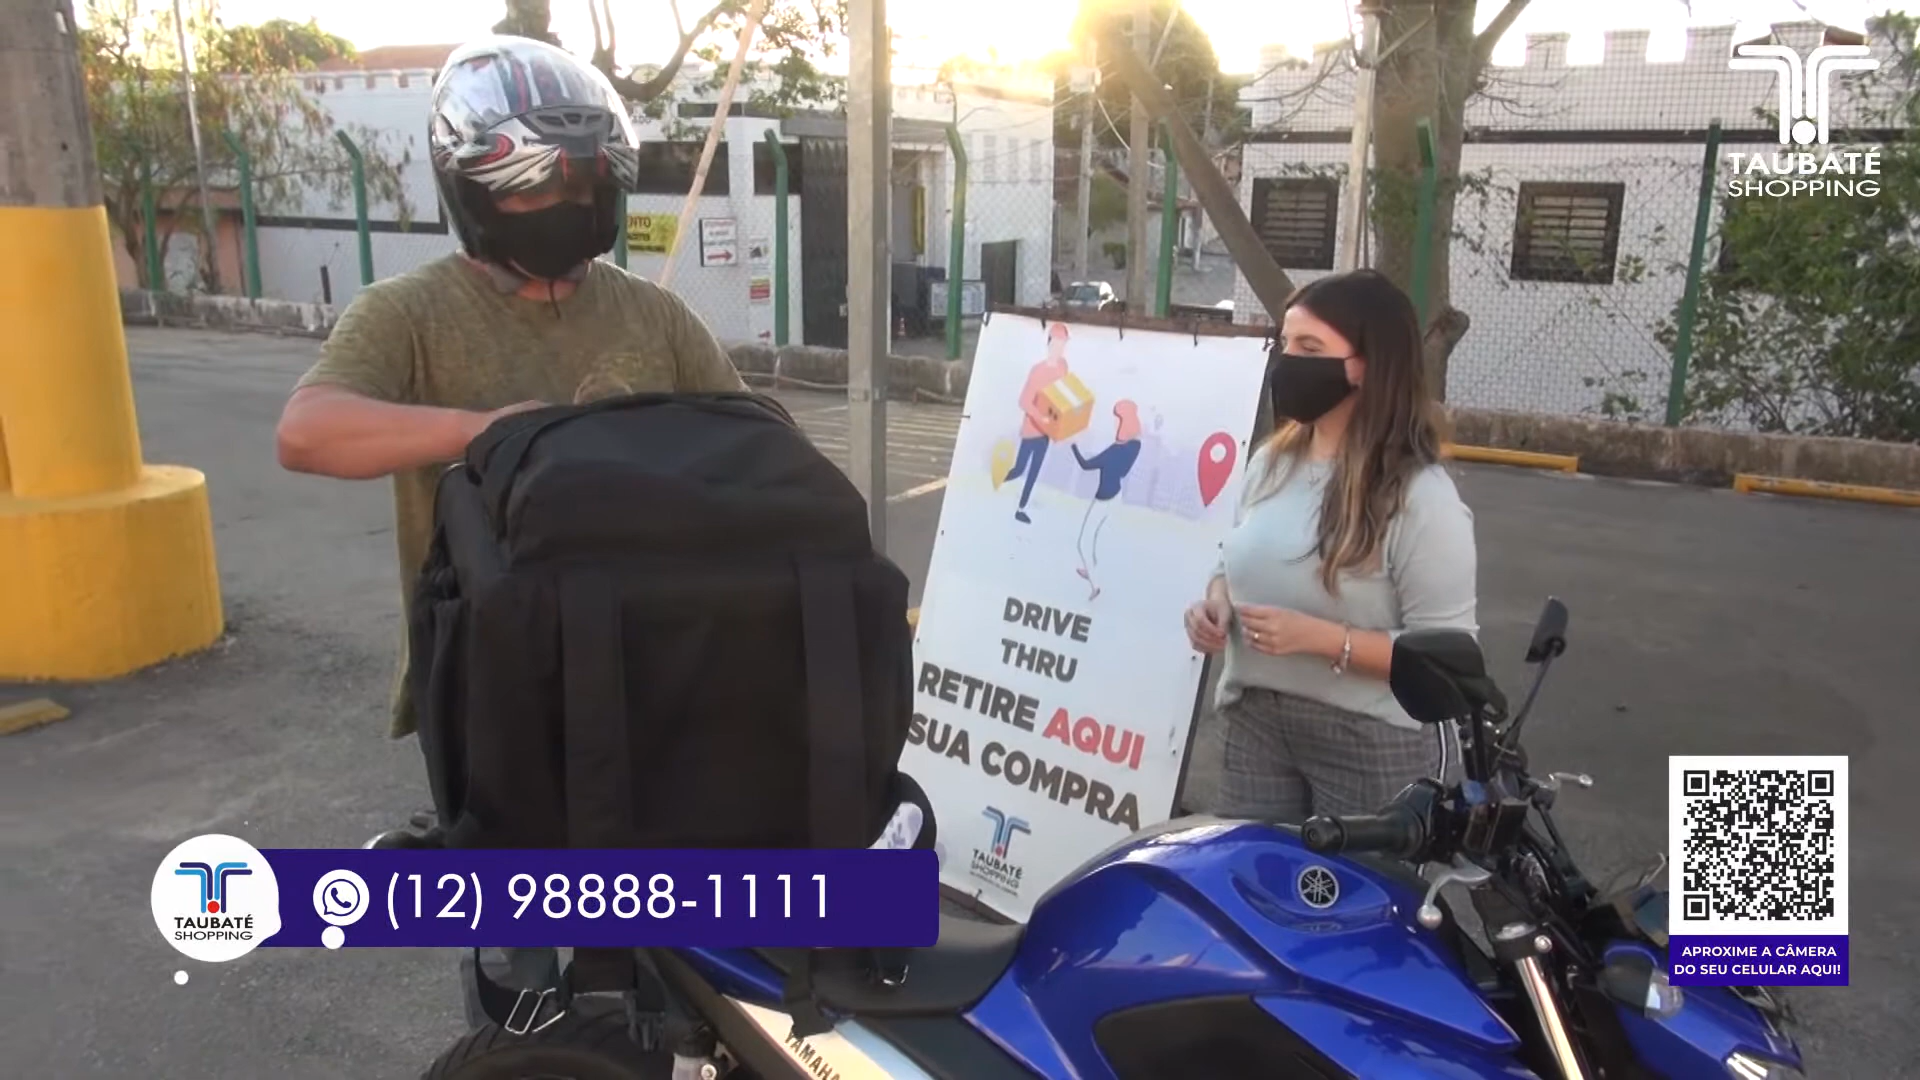 TAUBATÉ
SHOPPING
DRIVE
THRU
RETIRE AQUI
SUA COMPRA
TAUBATÉ
SHOPPING
TAUBATÉ
SHOPPING
(12) 98888-1111
YAMAHA
APROXIME A CÂMERA
DO SEU CELULAR AQUI!